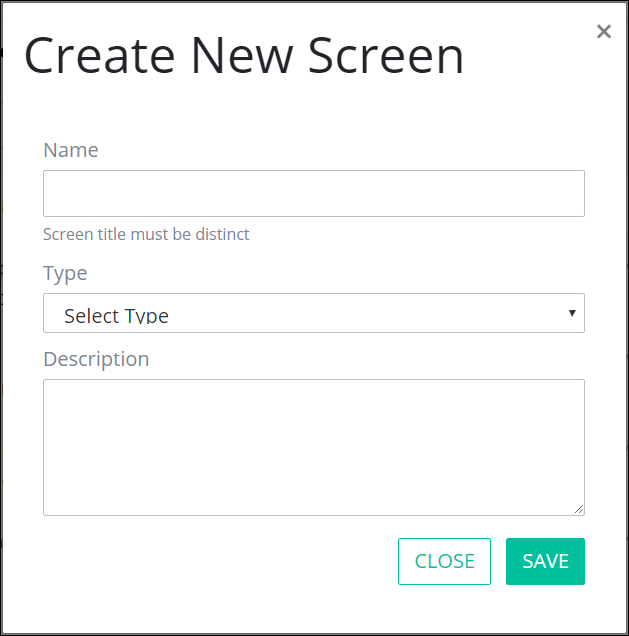 Create New Screen
×
Name
Screen title must be distinct
Type
Select Type
Description
CLOSE
SAVE